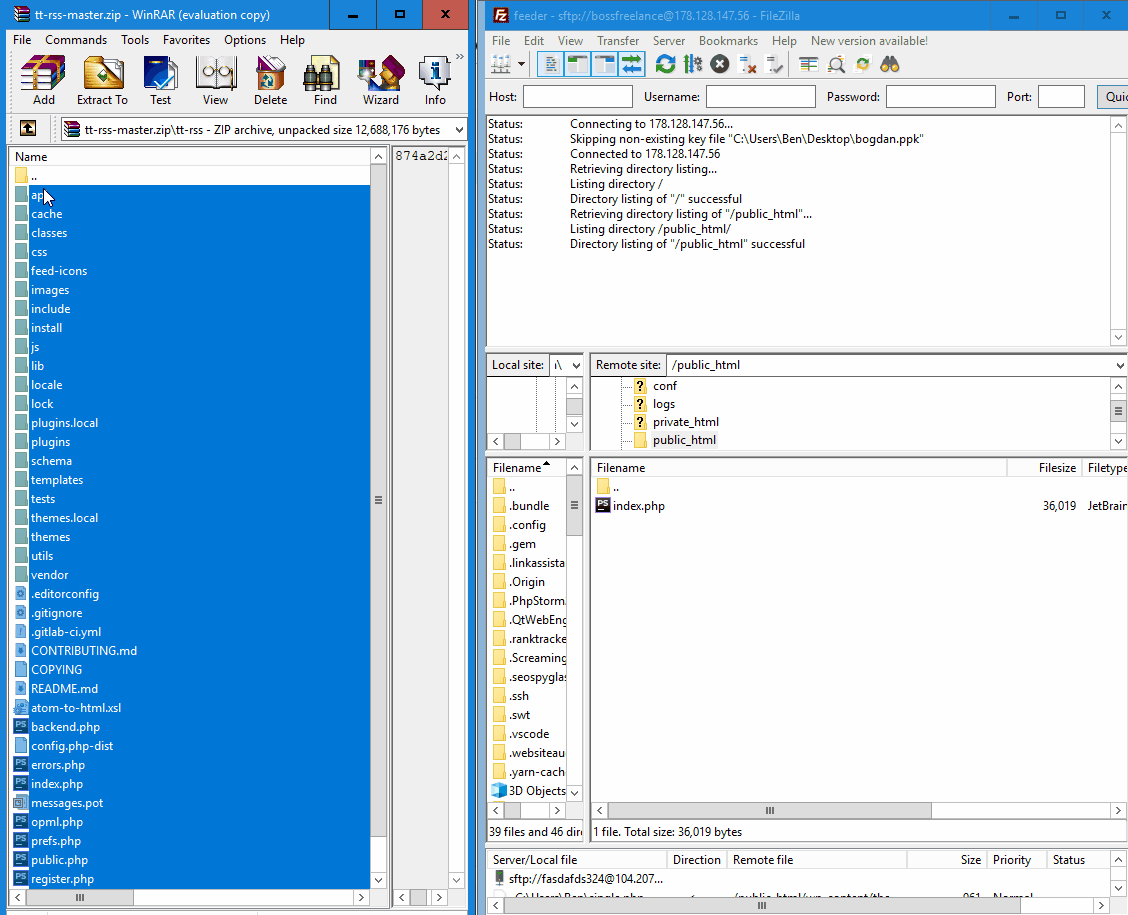 tt-rss-master.zip - WinRAR (evaluation copy)
File Commands Tools Favorites Options Help
Add Extract To Test View Delete Find Wizard Info
tt-rss-master.zip\tt-rss - ZIP archive, unpacked size 12,688,176 bytes
Name
..
cache
classes
css
feed-icons
images
include
install
js
lib
locale
lock
plugins.local
plugins
schema
templates
tests
themes.local
themes
utils
vendor
.editorconfig
.gitignore
.gitlab-ci.yml
CONTRIBUTING.md
COPYING
README.md
atom-to-html.xsl
backend.php
config.php-dist
errors.php
index.php
messages.pot
opml.php
prefs.php
public.php
register.php
874a2d2
feeder - sftp://bossfreelance@178.128.147.56 - FileZilla
File Edit View Transfer Server Bookmarks Help New version available!
Host: Username: Password: Port: Quic
Status: Connecting to 178.128.147.56...
Status: Skipping non-existing key file "C:\Users\Ben\Desktop\bogdan.ppk"
Status: Connected to 178.128.147.56
Status: Retrieving directory listing...
Status: Listing directory /
Status: Directory listing of "/" successful
Status: Retrieving directory listing of "/public_html"...
Status: Listing directory /public_html/
Status: Directory listing of "/public_html" successful
Local site: Remote site: /public_html
conf
logs
private_html
public_html
Filename
..
.bundle
.config
.gem
.linkassista
.Origin
.PhpStorm
.QtWebEng
.ranktracke
.Screaming
.seospyglas
.ssh
.swt
.vscode
.websiteau
.yarn-cach
3D Objects
39 files and 46 dir
Filename Filesize Filetype
..
index.php 36,019 JetBrain
1 file. Total size: 36,019 bytes
Server/Local file Direction Remote file Size Priority Status
sftp://fasdafds324@104.207...